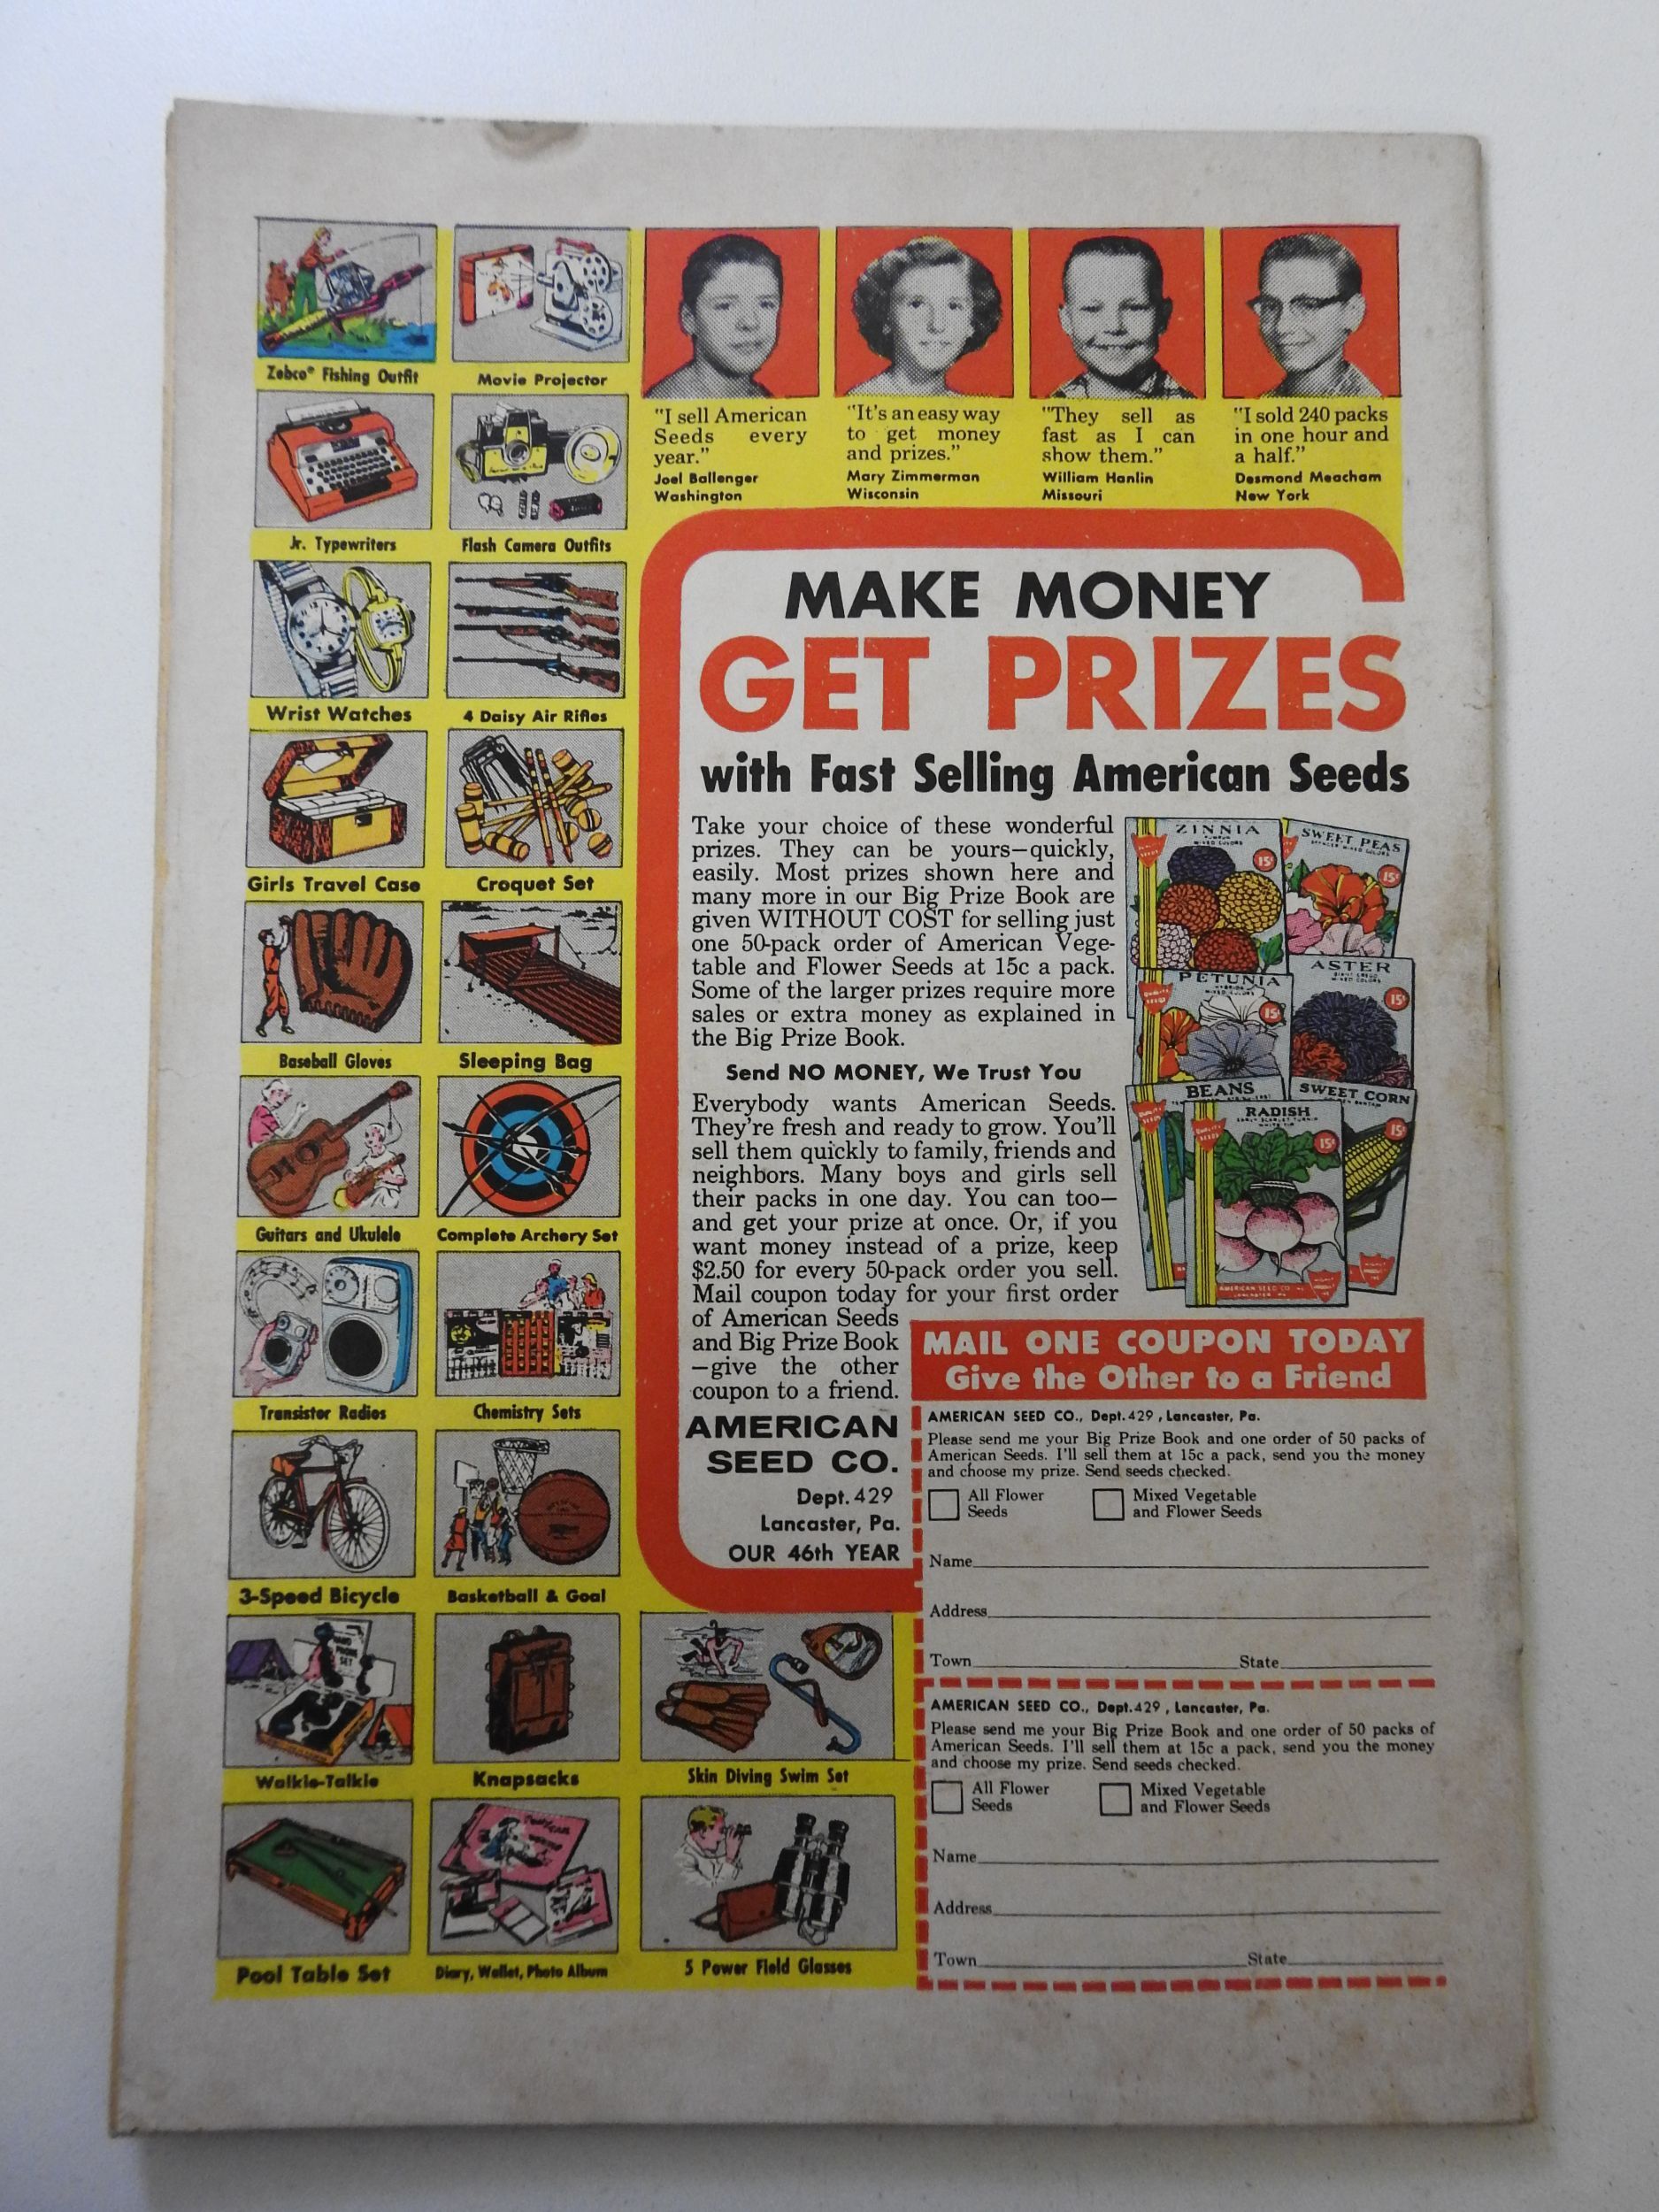 Zebco® Fishing Outfit
Movie Projector
Jr. Typewriters
Flash Camera Outfits
Wrist Watches
4 Daisy Air Rifles
Girls Travel Case
Croquet Set
Baseball Gloves
Sleeping Bag
Guitars and Ukulele
Complete Archery Set
Transistor Radios
Chemistry Sets
3-Speed Bicycle
Basketball & Goal
Walkie-Talkie
Knapsacks
Skin Diving Swim Set
Pool Table Set
Diary, Wallet, Photo Album
5 Power Field Glasses
"I sell American
Seeds every
year."
Joel Ballenger
Washington
"It's an easy way
to get money
and prizes."
Mary Zimmerman
Wisconsin
"They sell as
fast as I can
show them."
William Hanlin
Missouri
"I sold 240 packs
in one hour and
a half."
Desmond Meacham
New York
MAKE MONEY
GET PRIZES
with Fast Selling American Seeds
Take your choice of these wonderful
prizes. They can be yours—quickly,
easily. Most prizes shown here and
many more in our Big Prize Book are
given WITHOUT COST for selling just
one 50-pack order of American Vege-
table and Flower Seeds at 15c a pack.
Some of the larger prizes require more
sales or extra money as explained in
the Big Prize Book.
Send NO MONEY, We Trust You
Everybody wants American Seeds.
They're fresh and ready to grow. You'll
sell them quickly to family, friends and
neighbors. Many boys and girls sell
their packs in one day. You can too—
and get your prize at once. Or, if you
want money instead of a prize, keep
$2.50 for every 50-pack order you sell.
Mail coupon today for your first order
of American Seeds
and Big Prize Book
—give the other
coupon to a friend.
AMERICAN
SEED CO.
Dept. 429
Lancaster, Pa.
OUR 46th YEAR
ZINNIA
MIXED COLORS
15¢
SWEET PEAS
15¢
PETUNIA
15¢
ASTER
MIXED COLORS
15¢
BEANS
SWEET CORN
15¢
RADISH
15¢
AMERICAN SEED CO.
MAIL ONE COUPON TODAY
Give the Other to a Friend
AMERICAN SEED CO., Dept. 429, Lancaster, Pa.
Please send me your Big Prize Book and one order of 50 packs of
American Seeds. I'll sell them at 15c a pack, send you the money
and choose my prize. Send seeds checked.
All Flower
Seeds
Mixed Vegetable
and Flower Seeds
Name
Address
Town State
AMERICAN SEED CO., Dept. 429, Lancaster, Pa.
Please send me your Big Prize Book and one order of 50 packs of
American Seeds. I'll sell them at 15c a pack, send you the money
and choose my prize. Send seeds checked.
All Flower
Seeds
Mixed Vegetable
and Flower Seeds
Name
Address
Town State